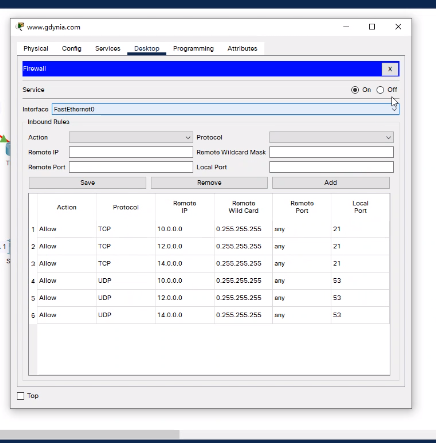 www.gdynia.com
Physical Config Services Desktop Programming Attributes
Firewall X
Service On Off
Interface FastEthernet0
Inbound Rules
Action Protocol
Remote IP Remote Wildcard Mask
Remote Port Local Port
Save Remove Add
Action Protocol Remote IP Remote Wild Card Remote Port Local Port
1 Allow TCP 10.0.0.0 0.255.255.255 any 21
2 Allow TCP 12.0.0.0 0.255.255.255 any 21
3 Allow TCP 14.0.0.0 0.255.255.255 any 21
4 Allow UDP 10.0.0.0 0.255.255.255 any 53
5 Allow UDP 12.0.0.0 0.255.255.255 any 53
6 Allow UDP 14.0.0.0 0.255.255.255 any 53
Top